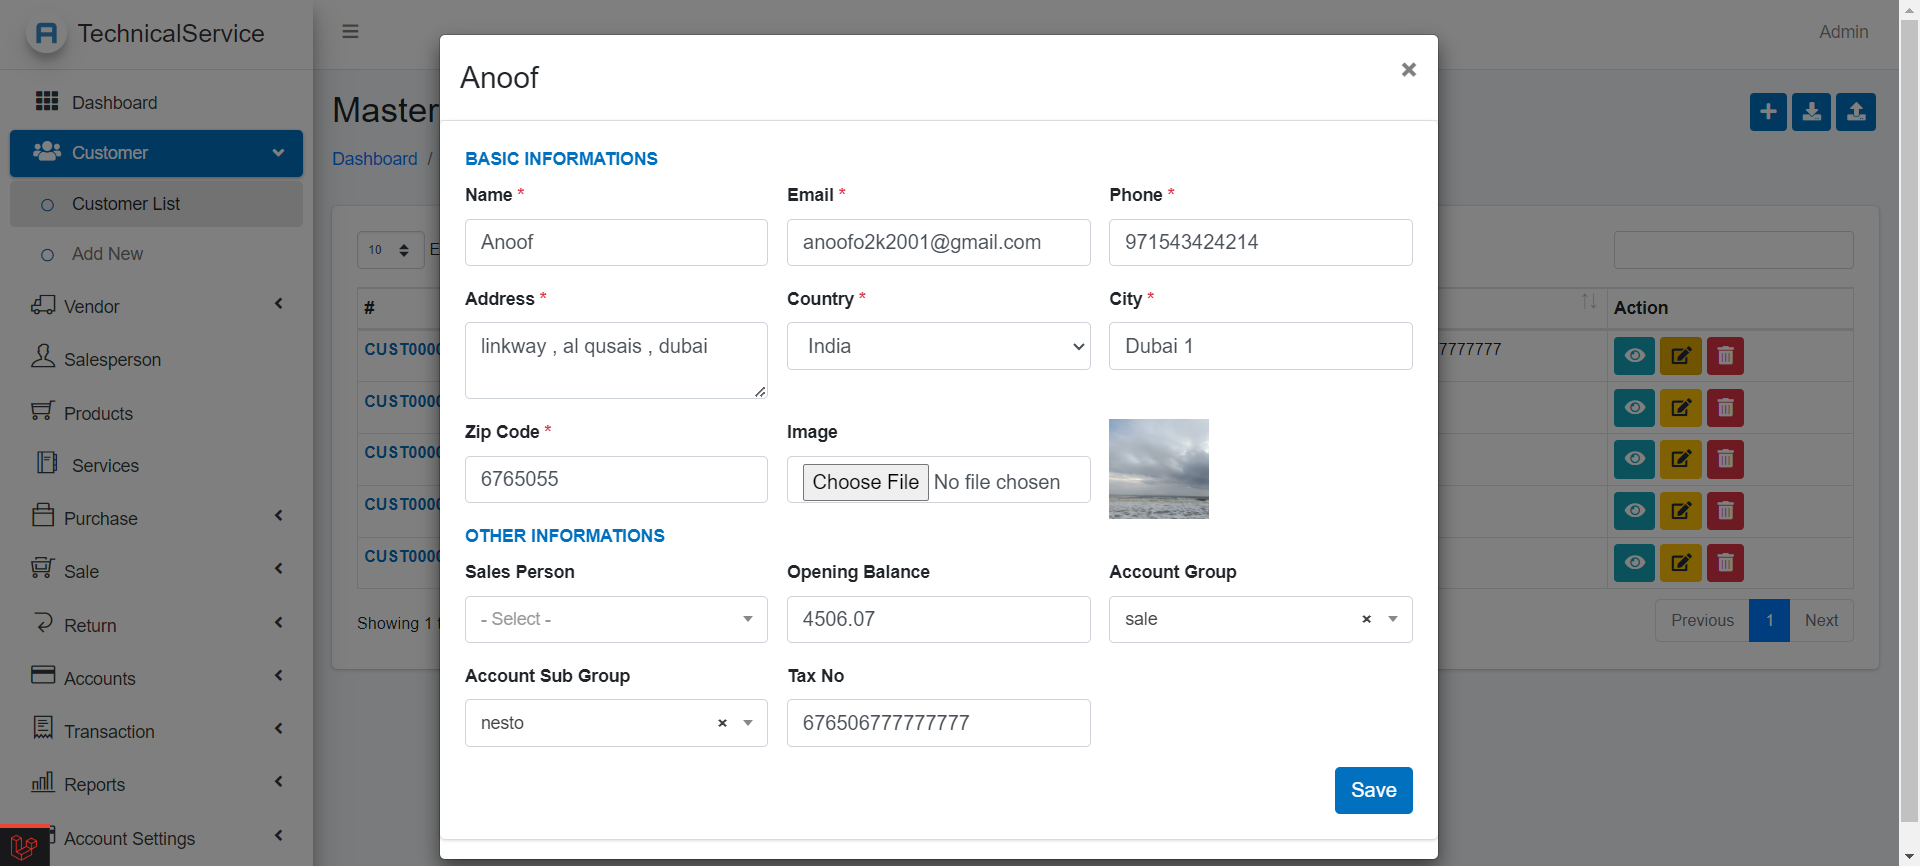 TechnicalService
Admin
Dashboard
Customer
Customer List
Add New
Vendor
Salesperson
Products
Services
Purchase
Sale
Return
Accounts
Transaction
Reports
Account Settings
Master
Dashboard /
10
#
Action
CUST000
7777777
CUST000
CUST000
CUST000
CUST000
Showing 1
Previous 1 Next
Anoof
×
BASIC INFORMATIONS
Name * Email * Phone *
Anoof anoofo2k2001@gmail.com 971543424214
Address * Country * City *
linkway , al qusais , dubai India Dubai 1
Zip Code * Image
6765055 Choose File No file chosen
OTHER INFORMATIONS
Sales Person Opening Balance Account Group
- Select - 4506.07 sale ×
Account Sub Group Tax No
nesto × 676506777777777
Save